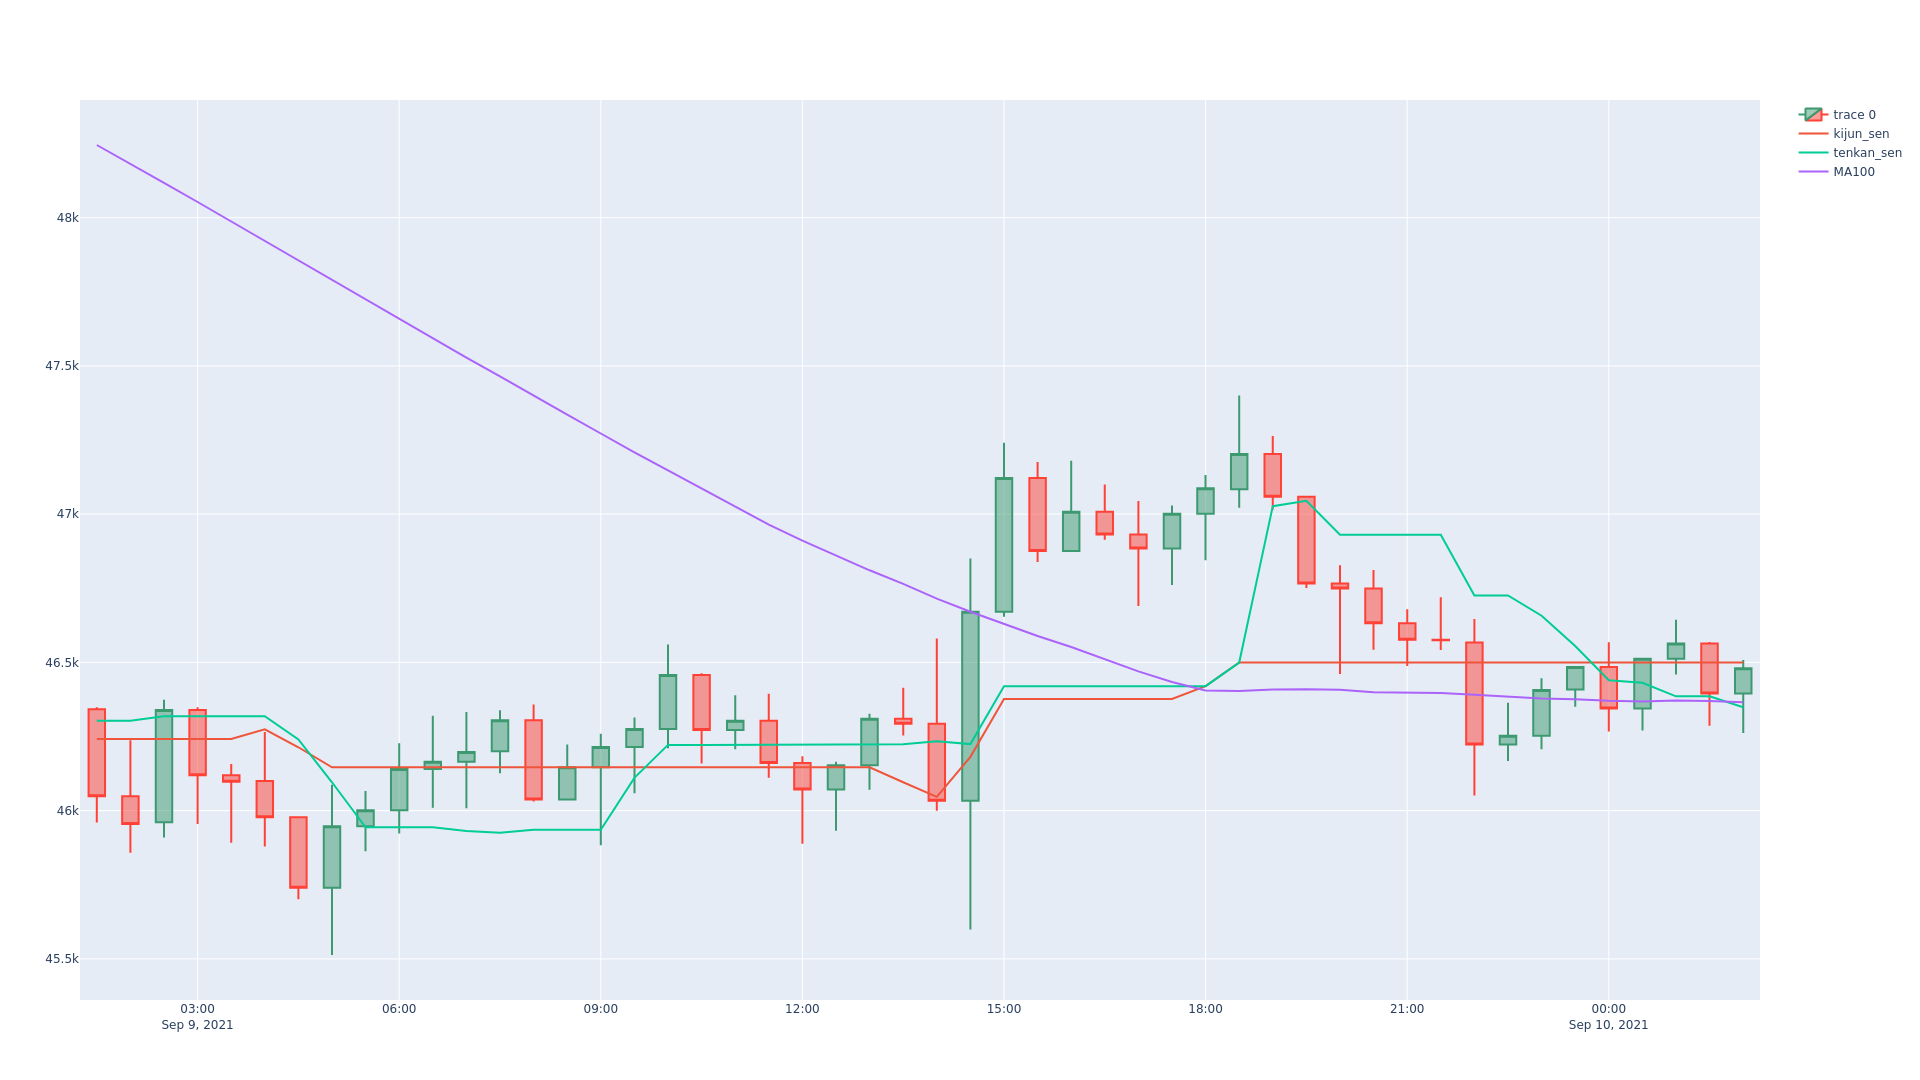 trace 0
kijun_sen
tenkan_sen
MA100
48k
47.5k
47k
46.5k
46k
45.5k
03:00 06:00 09:00 12:00 15:00 18:00 21:00 00:00
Sep 9, 2021 Sep 10, 2021